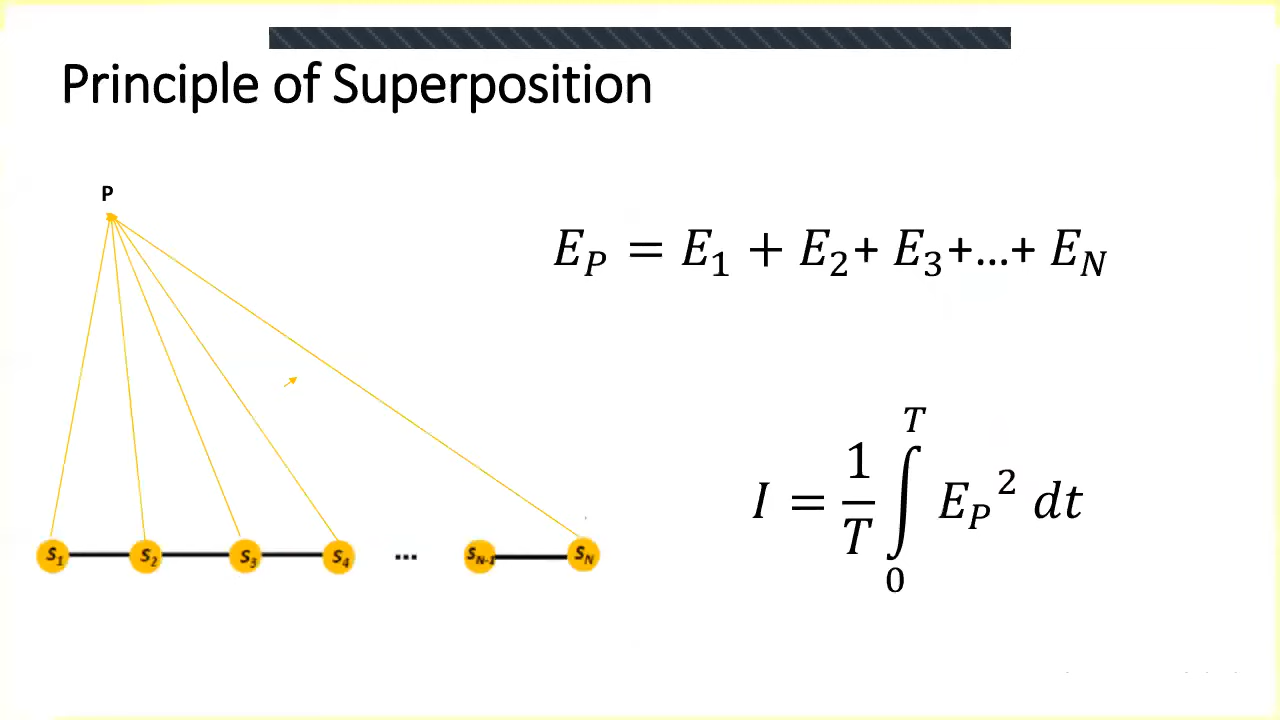 Principle of Superposition
P
E_P = E_1 + E_2+ E_3+...+ E_N
I = \frac{1}{T} \int_0^T E_P^2 dt
S_1 S_2 S_3 S_4 ... S_{N-1} S_N